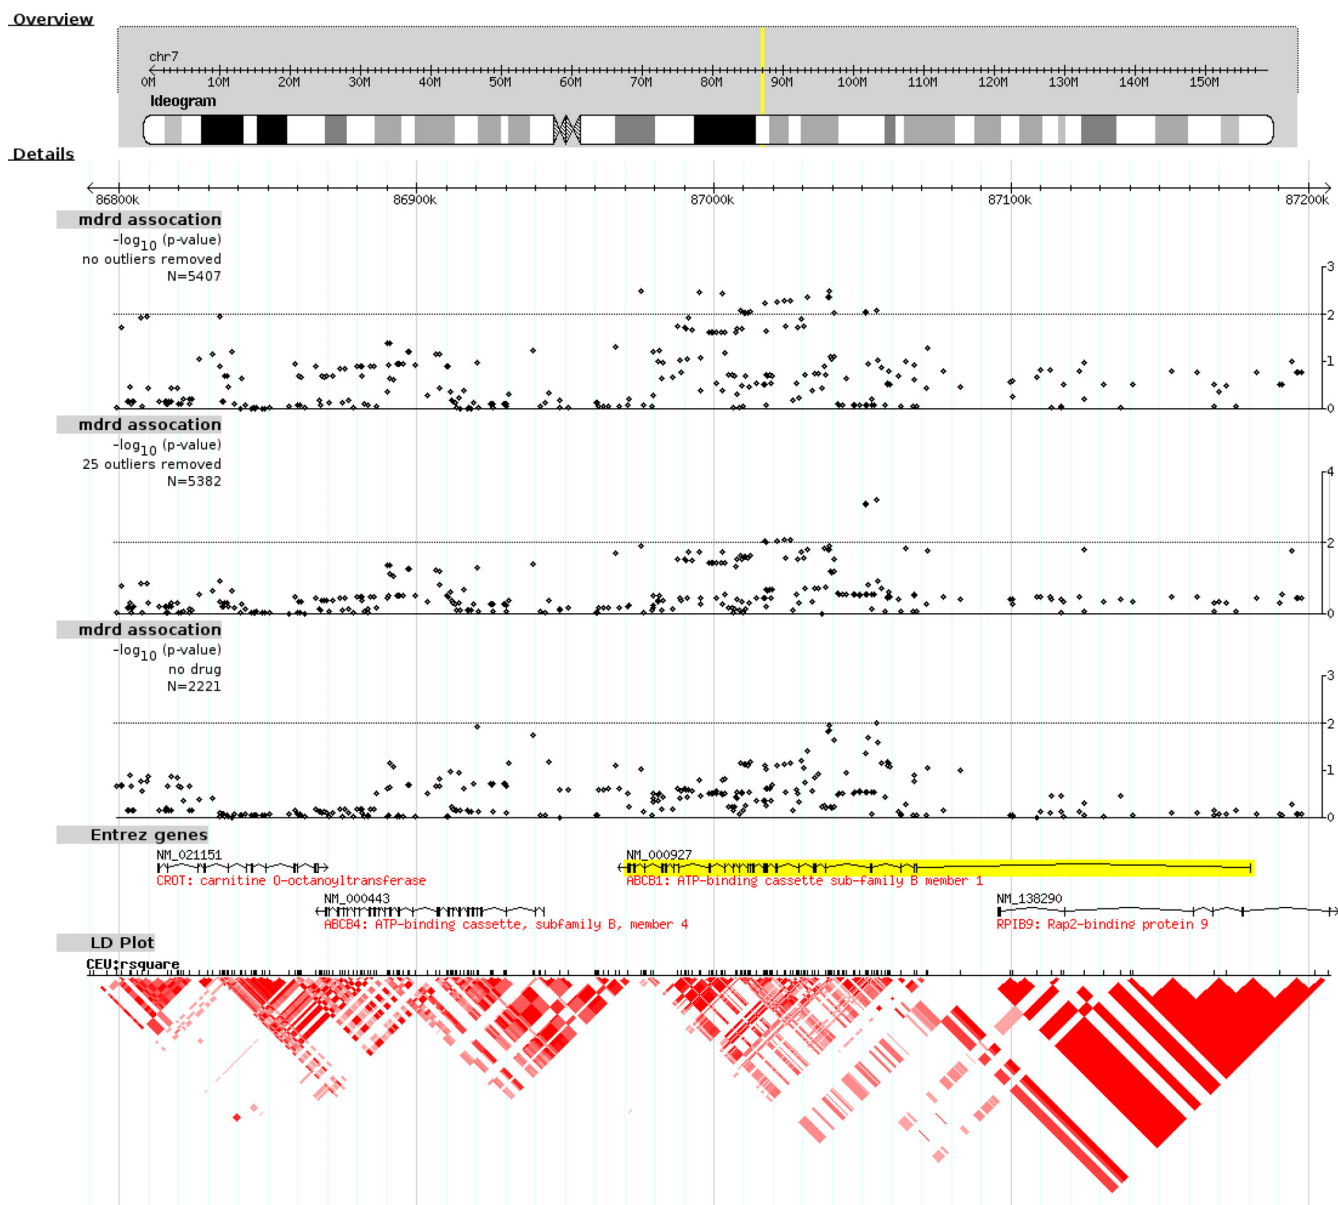 Overview
chr7
0M 10M 20M 30M 40M 50M 60M 70M 80M 90M 100M 110M 120M 130M 140M 150M
Ideogram
Details
86800k 86900k 87000k 87100k 87200k
mdrd assocation
-log10 (p-value)
no outliers removed
N=5407
3
2
1
0
mdrd assocation
-log10 (p-value)
25 outliers removed
N=5382
4
2
0
mdrd assocation
-log10 (p-value)
no drug
N=2221
3
2
1
0
Entrez genes
NM_021151 NM_000927
CROT: carnitine O-octanoyltransferase ABCB1: ATP-binding cassette sub-family B member 1
NM_000443 NM_138290
ABCB4: ATP-binding cassette, subfamily B, member 4 RPIB9: Rap2-binding protein 9
LD Plot
CEU:rsquare